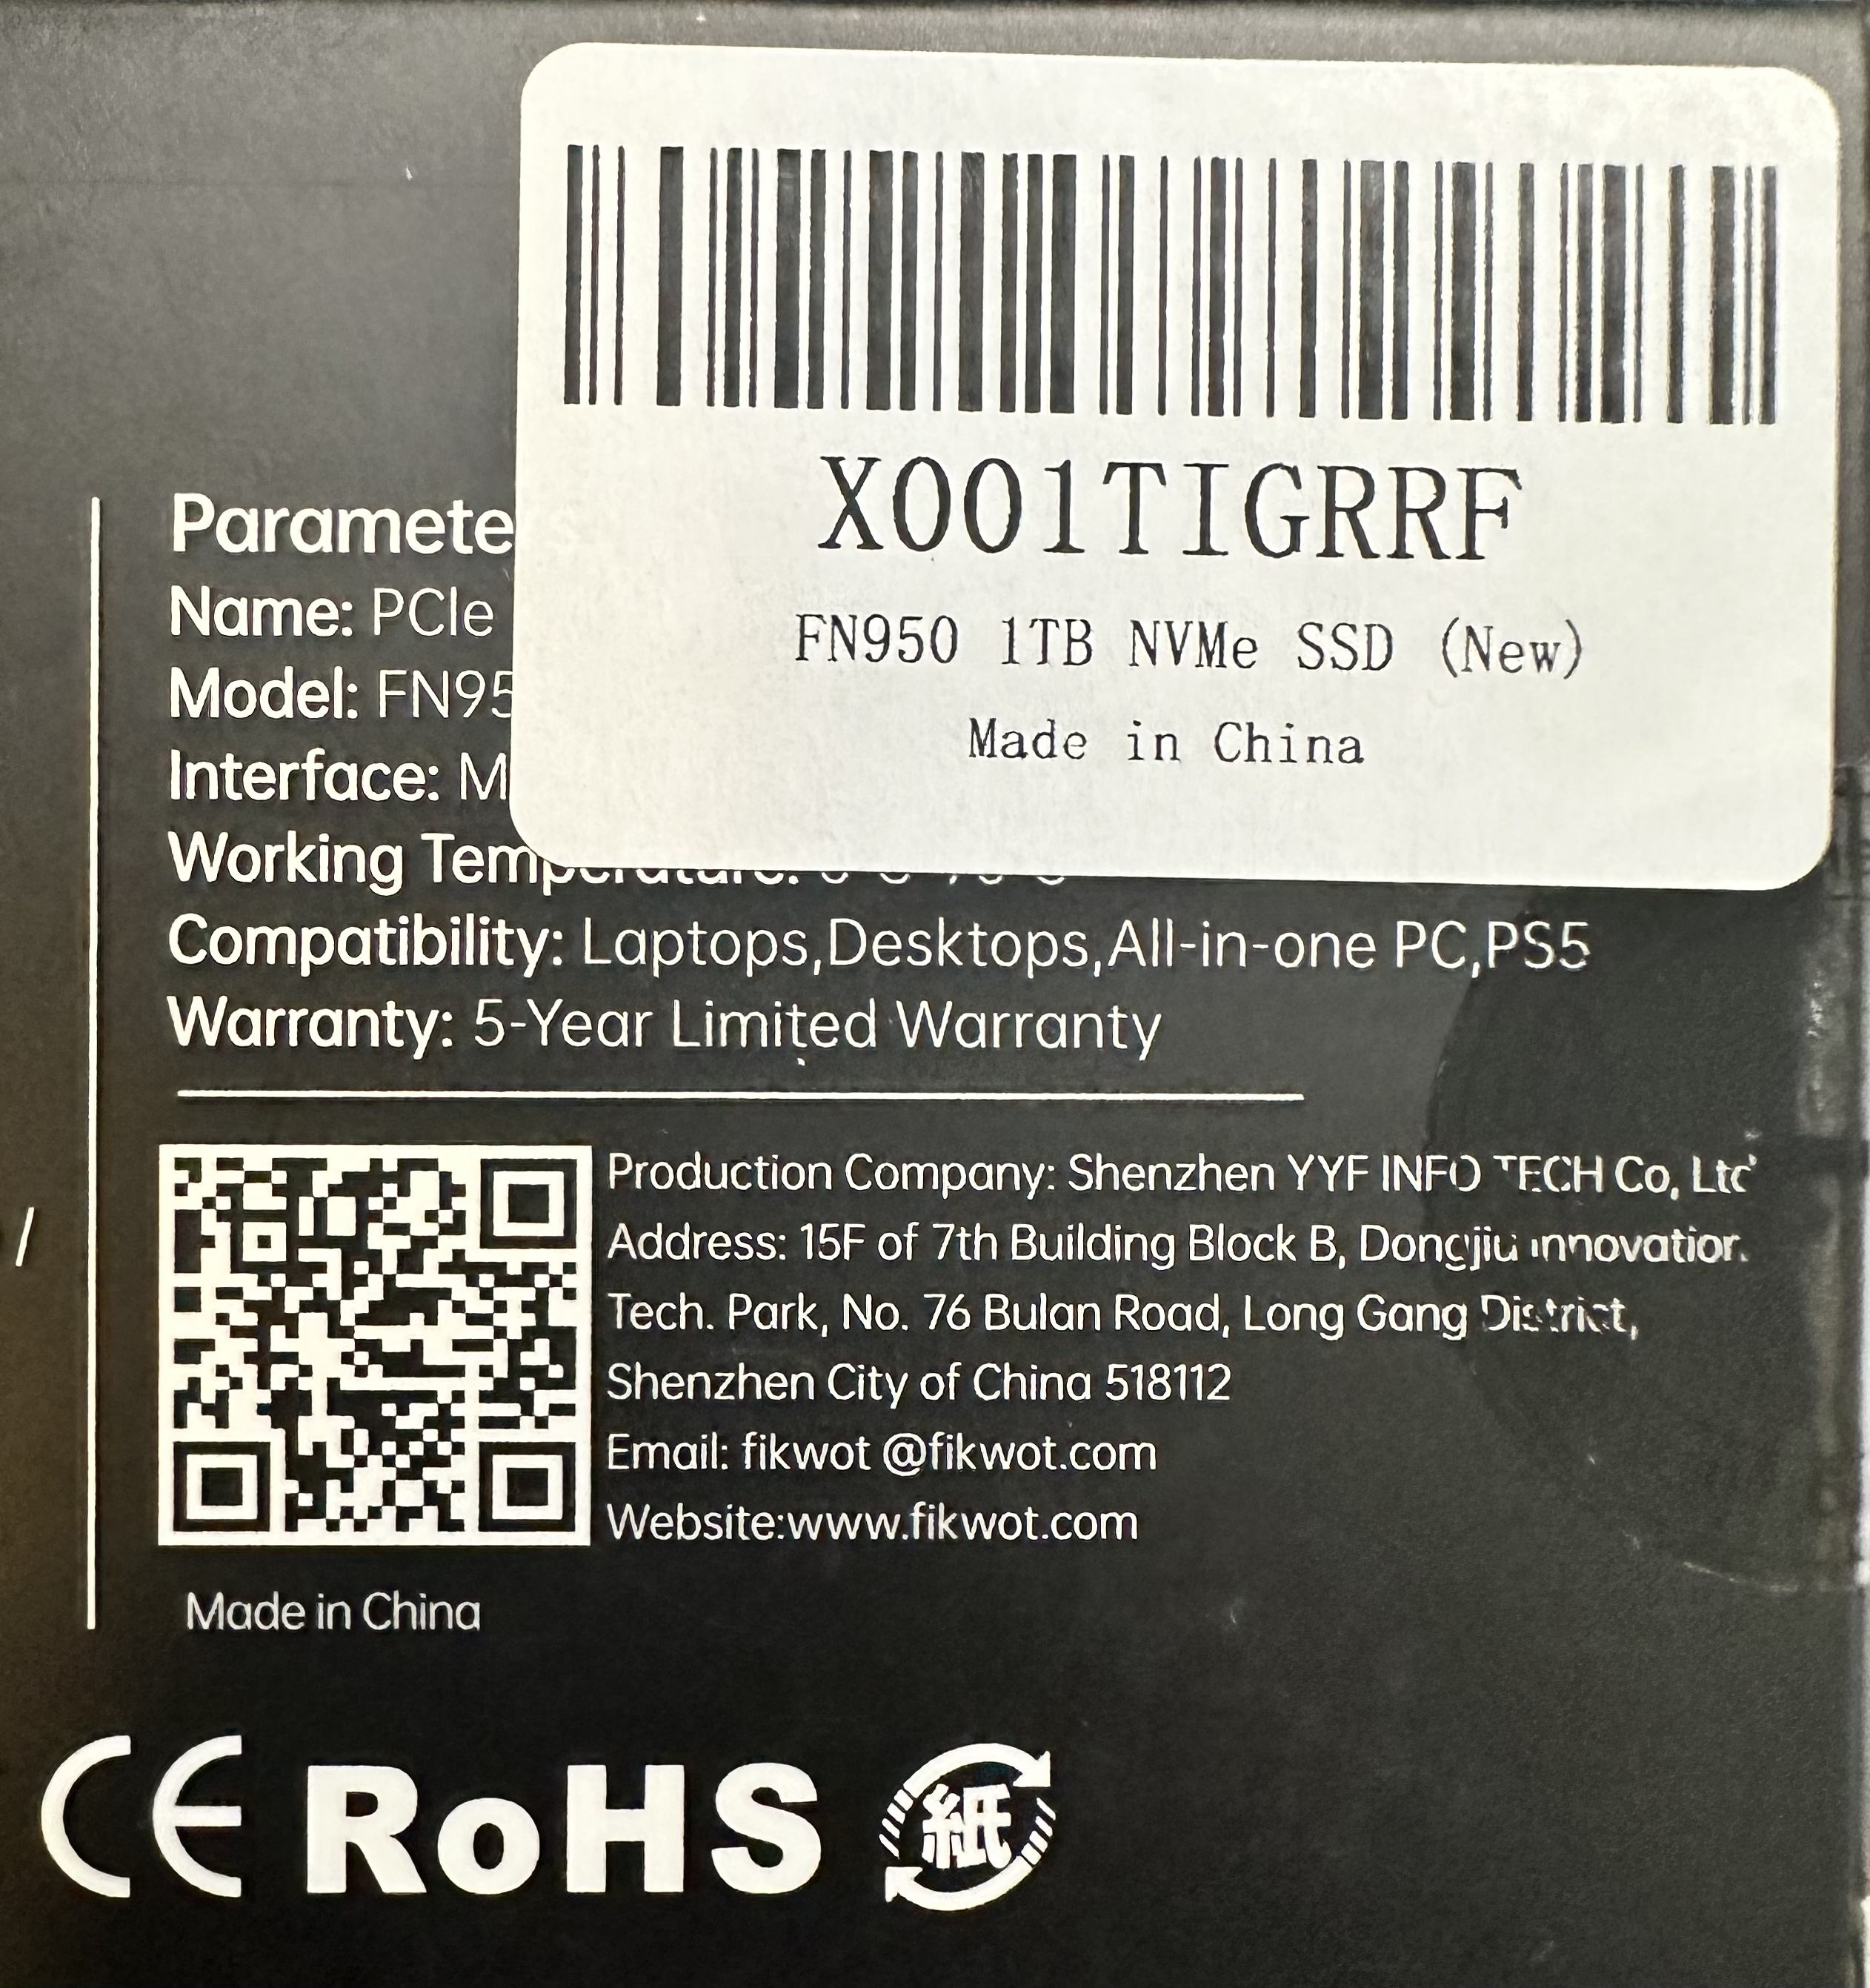 X001TIGRRF
FN950 1TB NVMe SSD (New)
Made in China
Paramete
Name: PCIe
Model: FN95
Interface: M
Working Temperature:
Compatibility: Laptops,Desktops,All-in-one PC,PS5
Warranty: 5-Year Limited Warranty
Production Company: Shenzhen YYF INFO TECH Co, Ltd
Address: 15F of 7th Building Block B, Dongjiu innovation
Tech. Park, No. 76 Bulan Road, Long Gang District,
Shenzhen City of China 518112
Email: fikwot @fikwot.com
Website:www.fikwot.com
Made in China
CE RoHS 紙